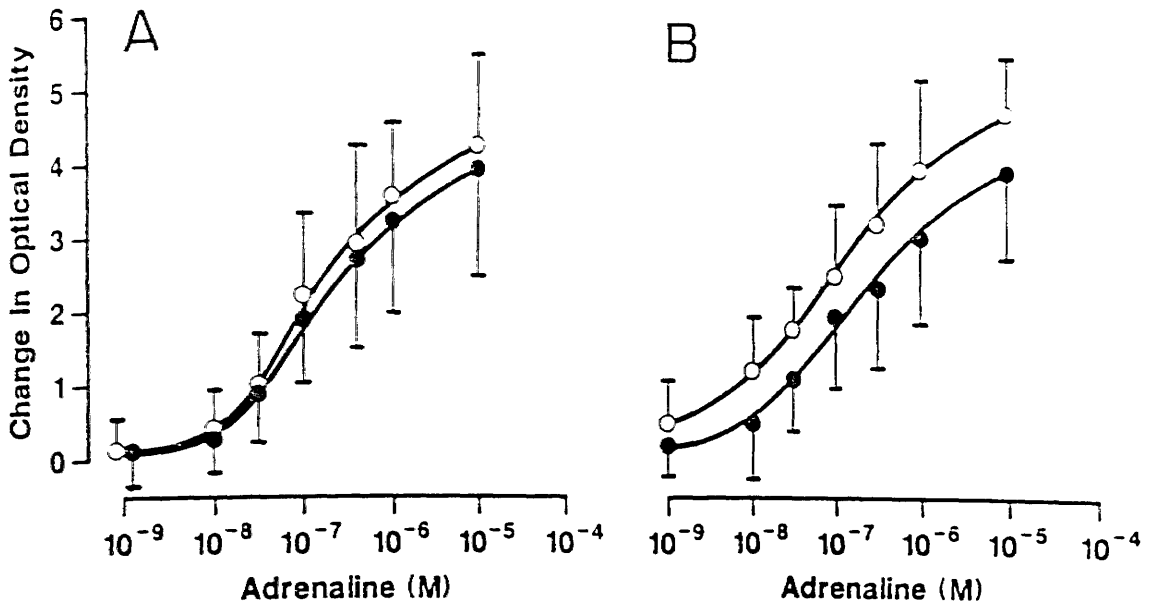 A
B
Change In Optical Density
6
5
4
3
2
1
0
10⁻⁹ 10⁻⁸ 10⁻⁷ 10⁻⁶ 10⁻⁵ 10⁻⁴
Adrenaline (M)
10⁻⁹ 10⁻⁸ 10⁻⁷ 10⁻⁶ 10⁻⁵ 10⁻⁴
Adrenaline (M)